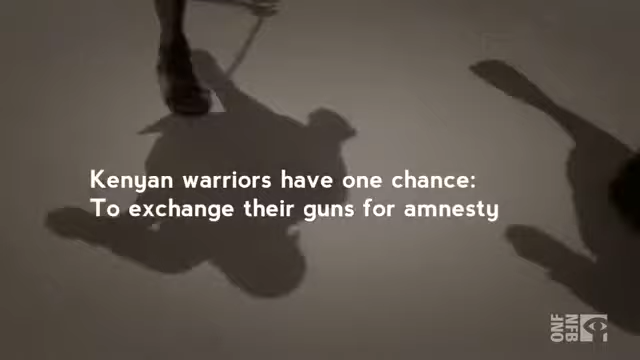 Kenyan warriors have one chance:
To exchange their guns for amnesty
ONF
NFB